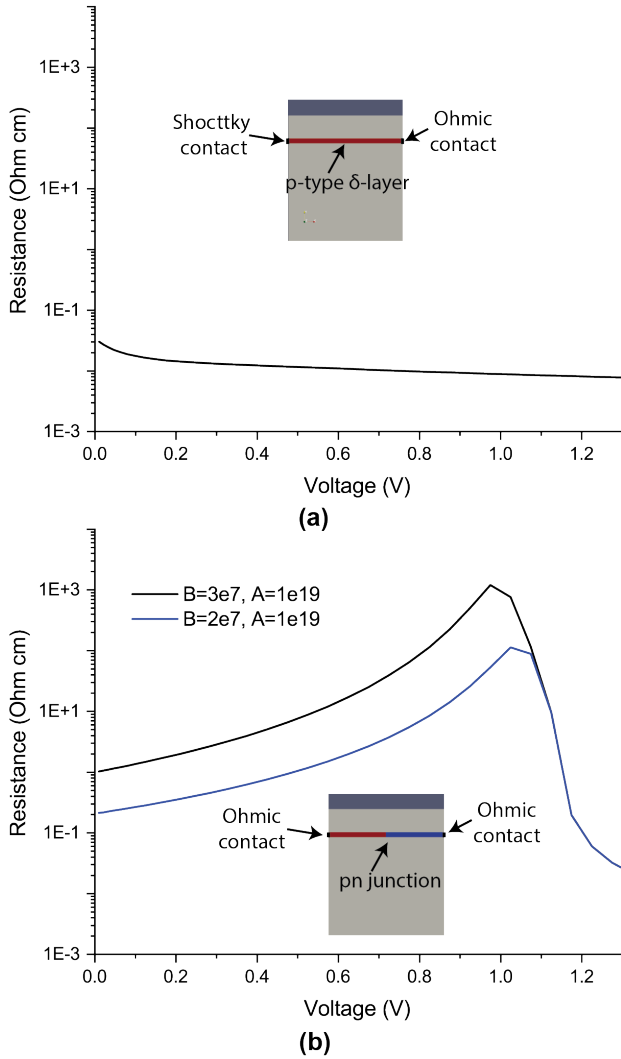 1E+3
1E+1
1E-1
1E-3
Resistance (Ohm cm)
Shocttky
contact
Ohmic
contact
p-type δ-layer
0.0 0.2 0.4 0.6 0.8 1.0 1.2
Voltage (V)
(a)
1E+3
1E+1
1E-1
1E-3
Resistance (Ohm cm)
B=3e7, A=1e19
B=2e7, A=1e19
Ohmic
contact
Ohmic
contact
pn junction
0.0 0.2 0.4 0.6 0.8 1.0 1.2
Voltage (V)
(b)